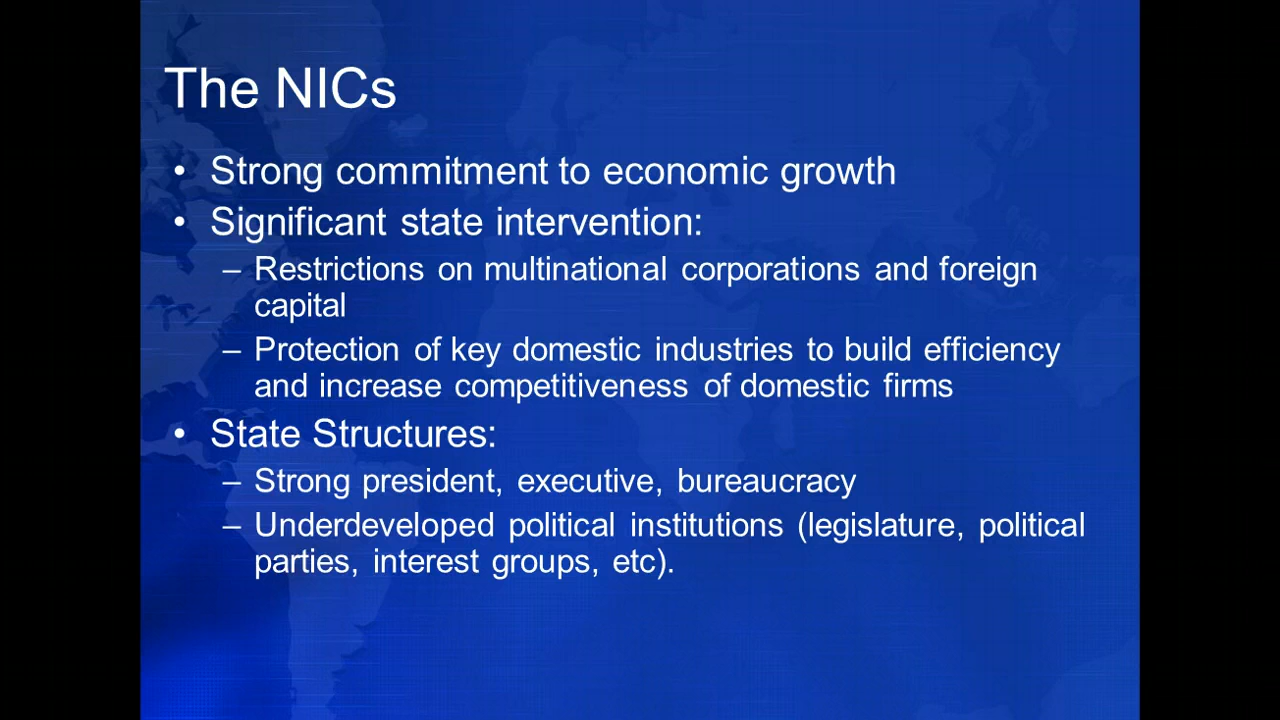 The NICs
• Strong commitment to economic growth
• Significant state intervention:
– Restrictions on multinational corporations and foreign
capital
– Protection of key domestic industries to build efficiency
and increase competitiveness of domestic firms
• State Structures:
– Strong president, executive, bureaucracy
– Underdeveloped political institutions (legislature, political
parties, interest groups, etc).